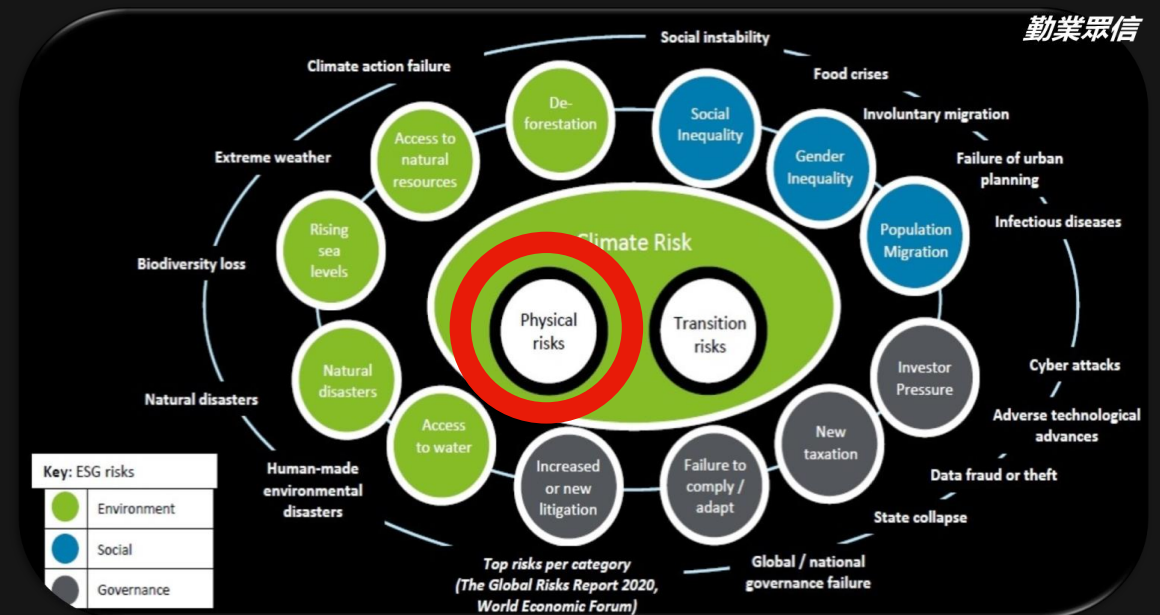 勤業眾信
Social instability
Climate action failure
Food crises
De-
forestation
Social
Inequality
Involuntary migration
Access to
natural
resources
Gender
Inequality
Extreme weather
Failure of urban
planning
Rising
sea
levels
Population
Migration
Infectious diseases
Climate Risk
Biodiversity loss
Physical
risks
Transition
risks
Natural
disasters
Investor
Pressure
Cyber attacks
Natural disasters
Access
to water
New
taxation
Adverse technological
advances
Increased
or new
litigation
Failure to
comply /
adapt
Human-made
environmental
disasters
Data fraud or theft
State collapse
Key: ESG risks
Environment
Social
Governance
Top risks per category
(The Global Risks Report 2020,
World Economic Forum)
Global / national
governance failure